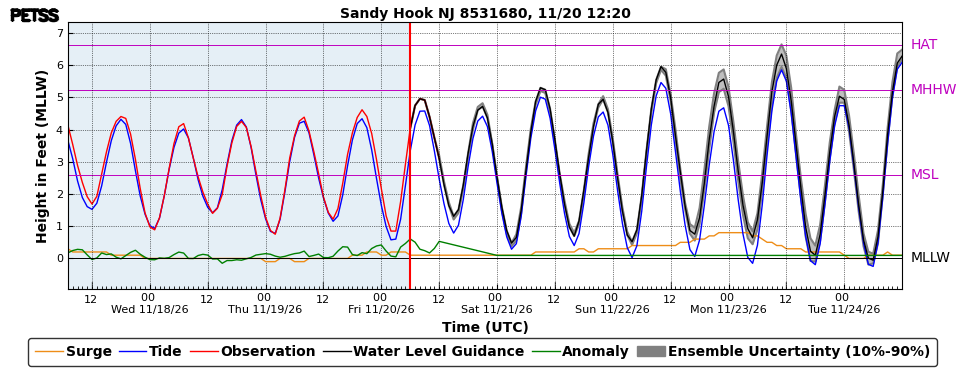 PETSS
Sandy Hook NJ 8531680, 11/20 12:20
Height in Feet (MLLW)
7
6
5
4
3
2
1
0
HAT
MHHW
MSL
MLLW
12 00 12 00 12 00 12 00 12 00 12 00 12 00
Wed 11/18/26 Thu 11/19/26 Fri 11/20/26 Sat 11/21/26 Sun 11/22/26 Mon 11/23/26 Tue 11/24/26
Time (UTC)
Surge Tide Observation Water Level Guidance Anomaly Ensemble Uncertainty (10%-90%)